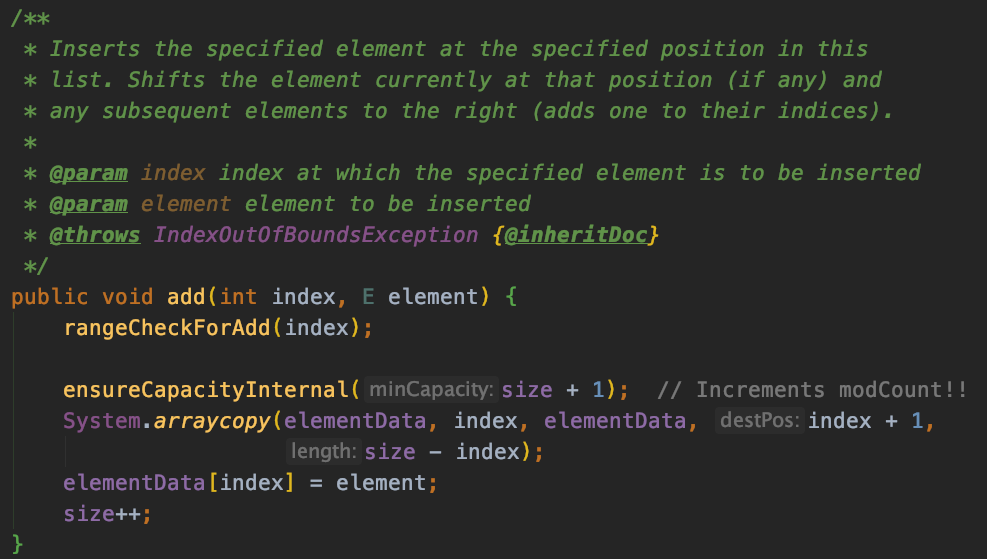 /**
 * Inserts the specified element at the specified position in this
 * list. Shifts the element currently at that position (if any) and
 * any subsequent elements to the right (adds one to their indices).
 *
 * @param index index at which the specified element is to be inserted
 * @param element element to be inserted
 * @throws IndexOutOfBoundsException {@inheritDoc}
 */
public void add(int index, E element) {
    rangeCheckForAdd(index);
    ensureCapacityInternal( minCapacity: size + 1);  // Increments modCount!!
    System.arraycopy(elementData, index, elementData, destPos: index + 1,
                     length: size - index);
    elementData[index] = element;
    size++;
}